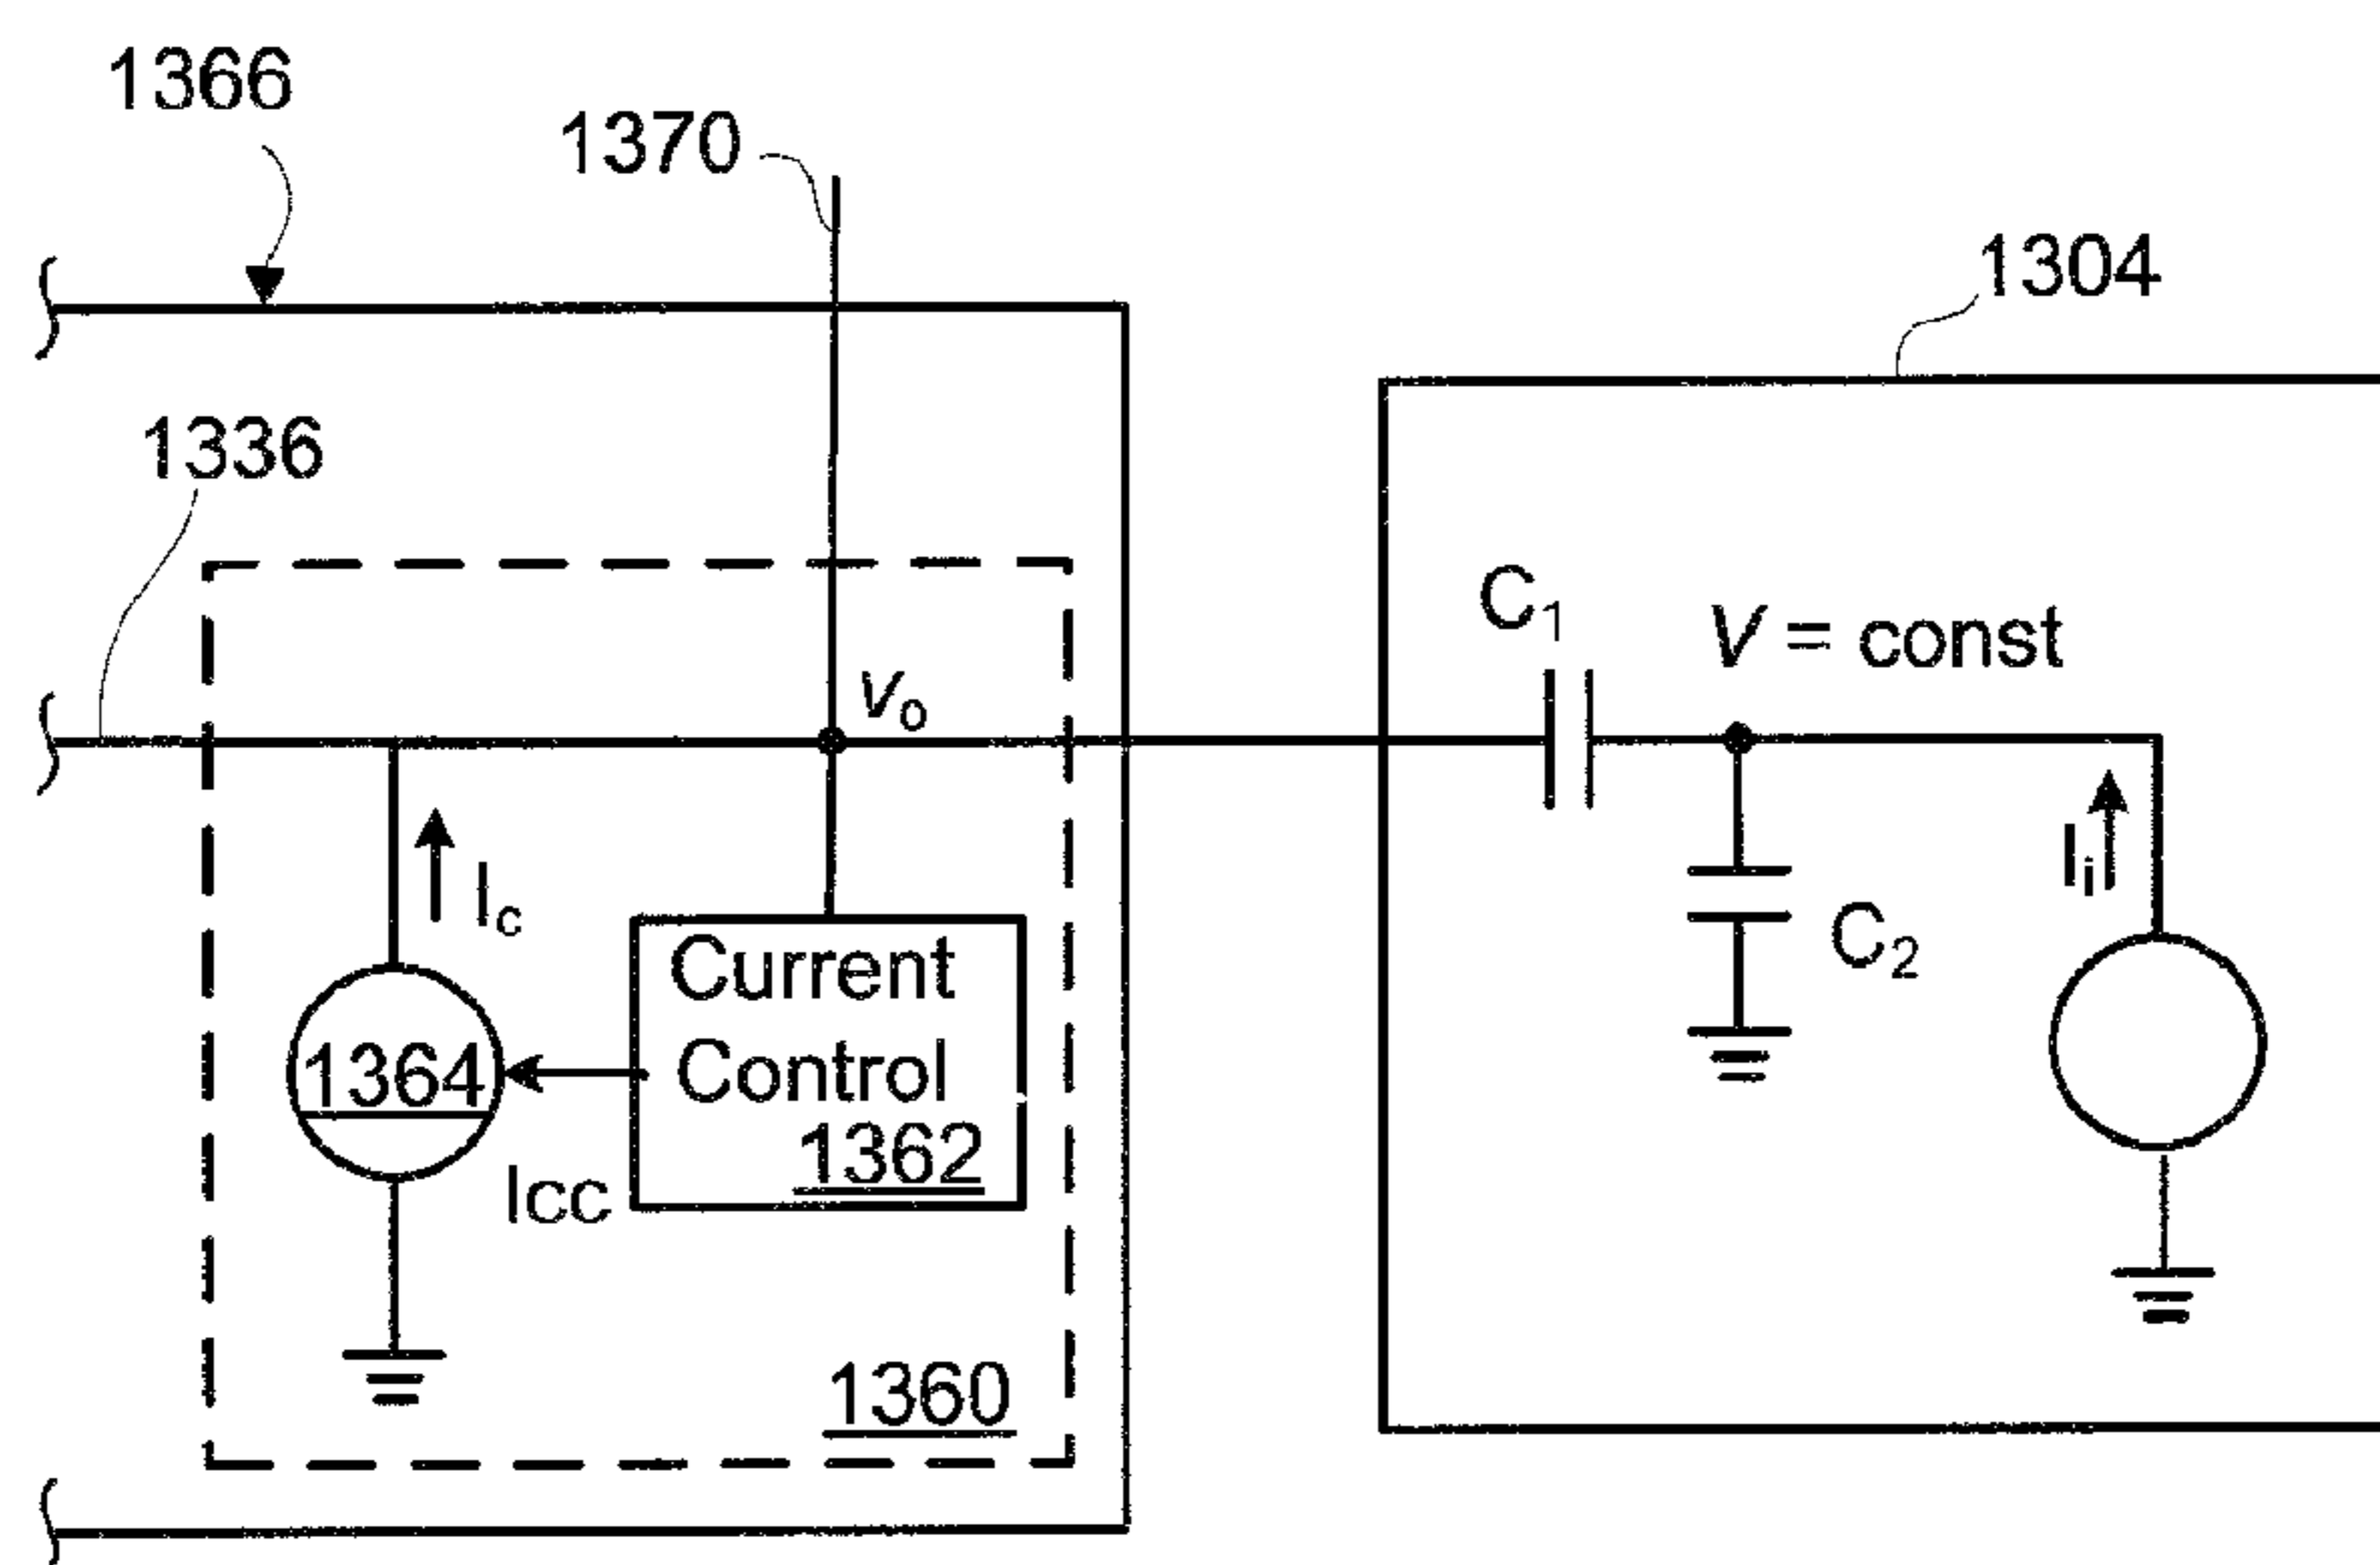 1366
1370
1304
1336
C1
V = const
vo
Ic
Ii
Current
Control
1362
C2
1364
Icc
1360